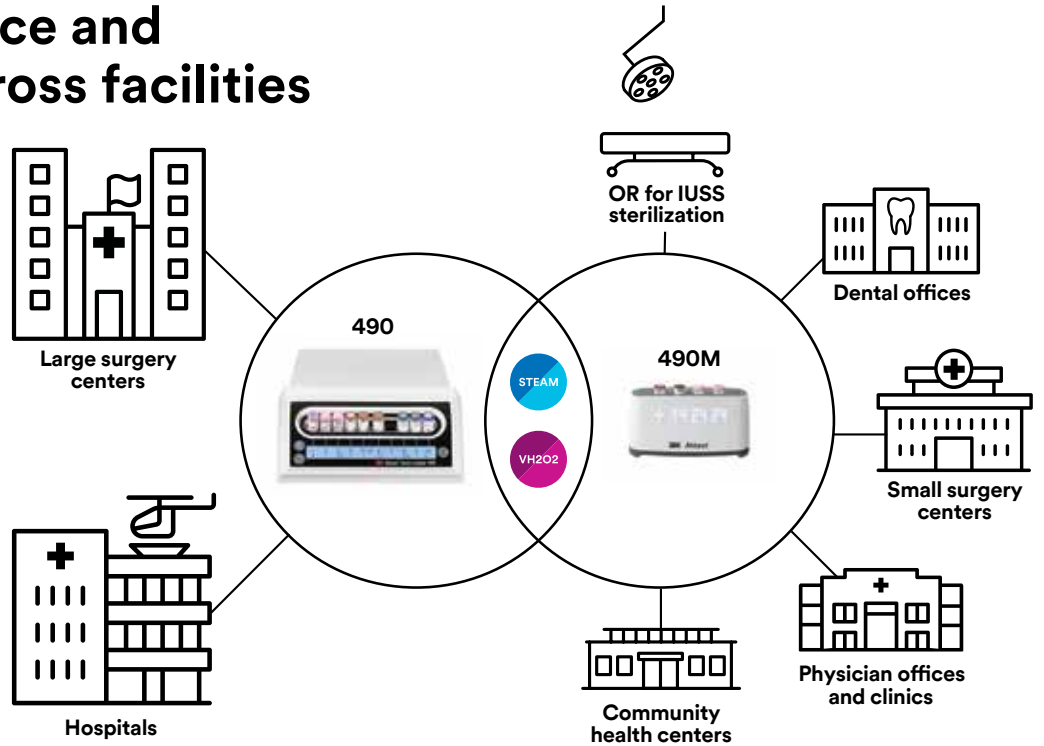 ce and
ross facilities
OR for IUSS
sterilization
Dental offices
Large surgery
centers
490
STEAM
VH2O2
490M
Small surgery
centers
Physician offices
and clinics
Hospitals
Community
health centers